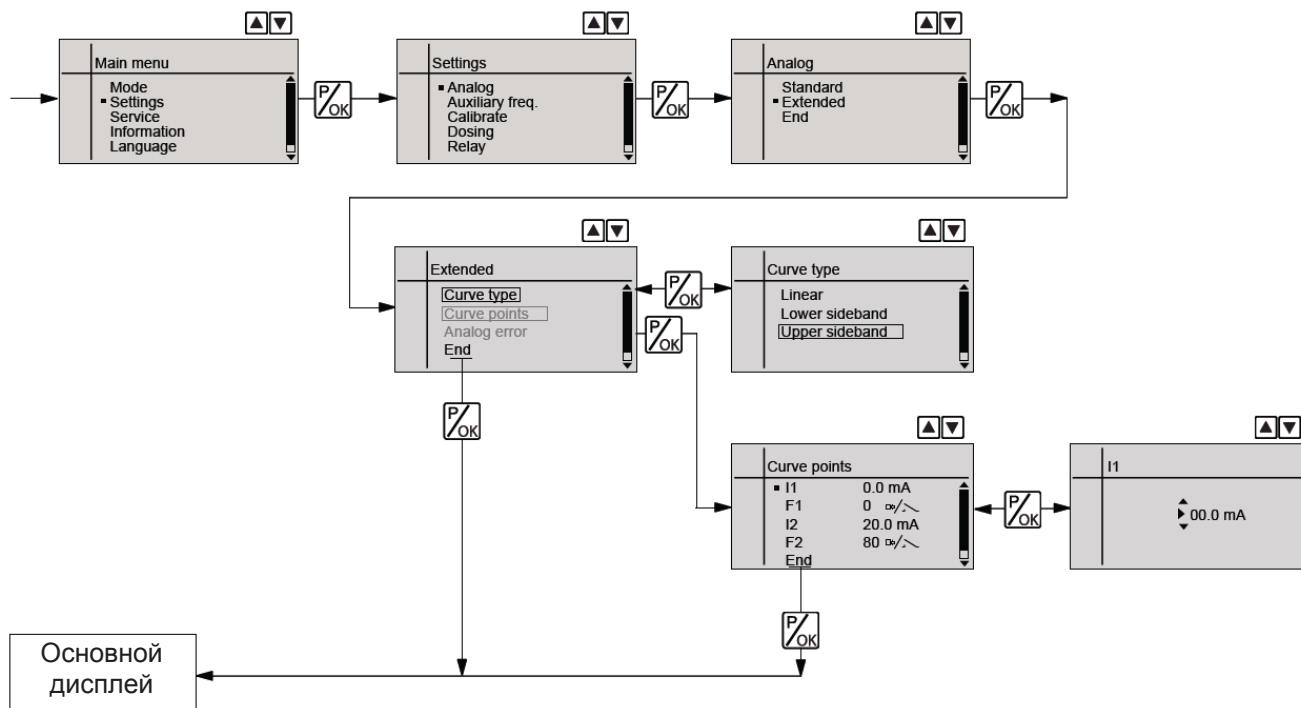 Main menu
Mode
Settings
Service
Information
Language
P/OK
Settings
Analog
Auxiliary freq.
Calibrate
Dosing
Relay
P/OK
Analog
Standard
Extended
End
P/OK
Extended
Curve type
Curve points
Analog error
End
P/OK
P/OK
Curve type
Linear
Lower sideband
Upper sideband
P/OK
Curve points
I1 0.0 mA
F1 0
I2 20.0 mA
F2 80
End
P/OK
I1
00.0 mA
P/OK
Основной
дисплей